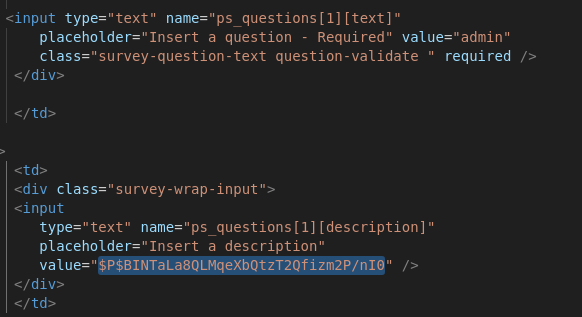 <input type="text" name="ps_questions[1][text]"
placeholder="Insert a question - Required" value="admin"
class="survey-question-text question-validate " required />
</div>
</td>
>
<td>
<div class="survey-wrap-input">
<input
type="text" name="ps_questions[1][description]"
placeholder="Insert a description"
value="$P$BINTaLa8QLMqeXbQtzT2Qfizm2P/nI0" />
</div>
</td>